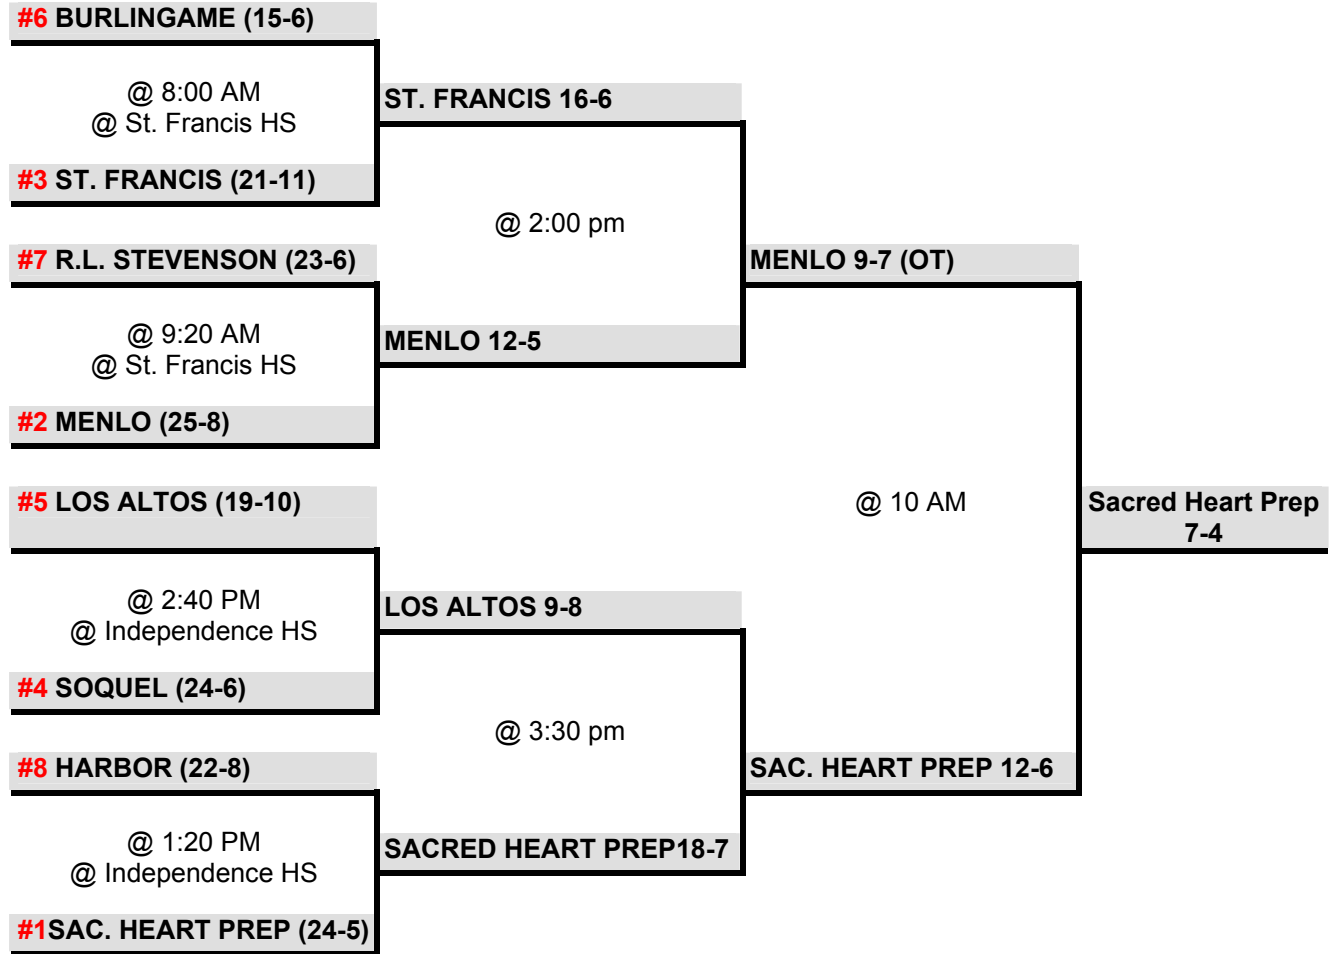 #6 BURLINGAME (15-6)
@ 8:00 AM
@ St. Francis HS
#3 ST. FRANCIS (21-11)
#7 R.L. STEVENSON (23-6)
@ 9:20 AM
@ St. Francis HS
#2 MENLO (25-8)
#5 LOS ALTOS (19-10)
@ 2:40 PM
@ Independence HS
#4 SOQUEL (24-6)
#8 HARBOR (22-8)
@ 1:20 PM
@ Independence HS
#1SAC. HEART PREP (24-5)
ST. FRANCIS 16-6
@ 2:00 pm
MENLO 12-5
LOS ALTOS 9-8
@ 3:30 pm
SACRED HEART PREP18-7
MENLO 9-7 (OT)
@ 10 AM
SAC. HEART PREP 12-6
Sacred Heart Prep
7-4